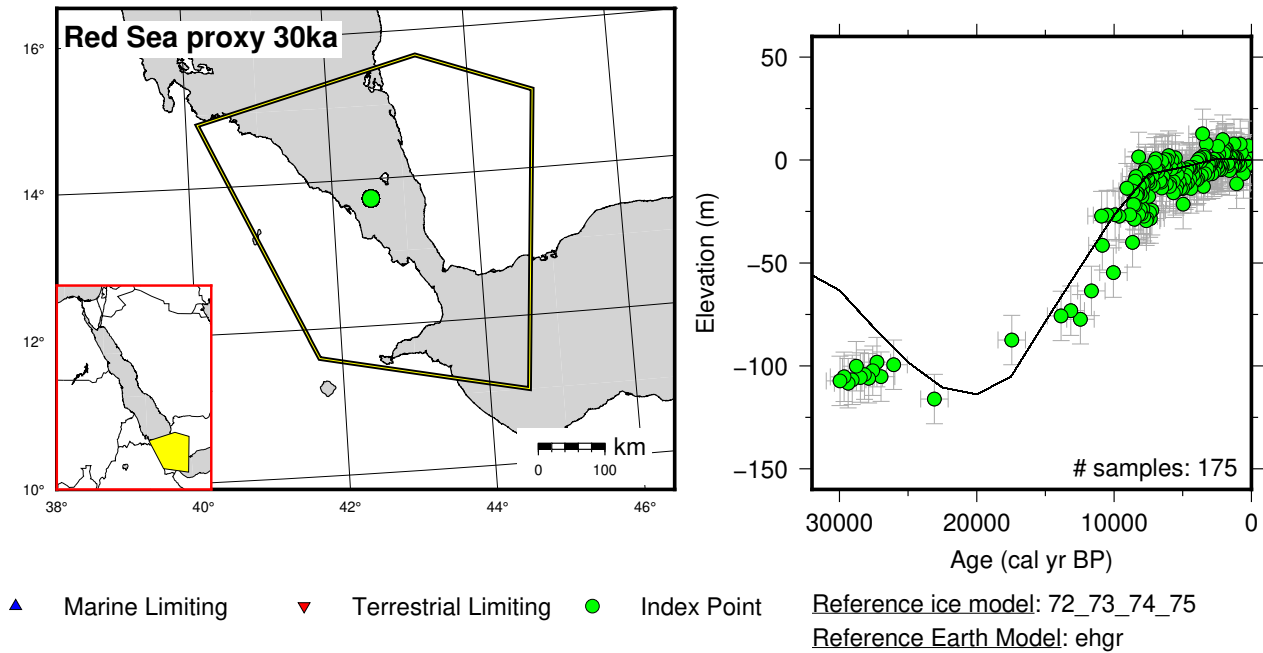 Red Sea proxy 30ka
16°
14°
12°
10°
38°
40°
42°
44°
46°
km
0
100
50
0
−50
−100
−150
Elevation (m)
# samples: 175
30000
20000
10000
0
Age (cal yr BP)
Marine Limiting
Terrestrial Limiting
Index Point
Reference ice model: 72_73_74_75
Reference Earth Model: ehgr